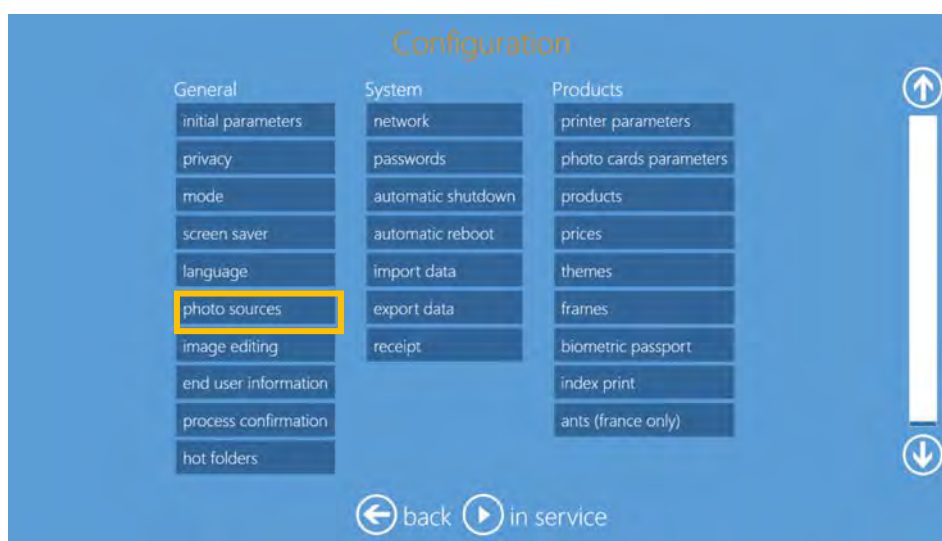 Configuration
General
initial parameters
privacy
mode
screen saver
language
photo sources
image editing
end user information
process confirmation
hot folders
System
network
passwords
automatic shutdown
automatic reboot
import data
export data
receipt
Products
printer parameters
photo cards parameters
products
prices
themes
frames
biometric passport
index print
ants (france only)
back in service